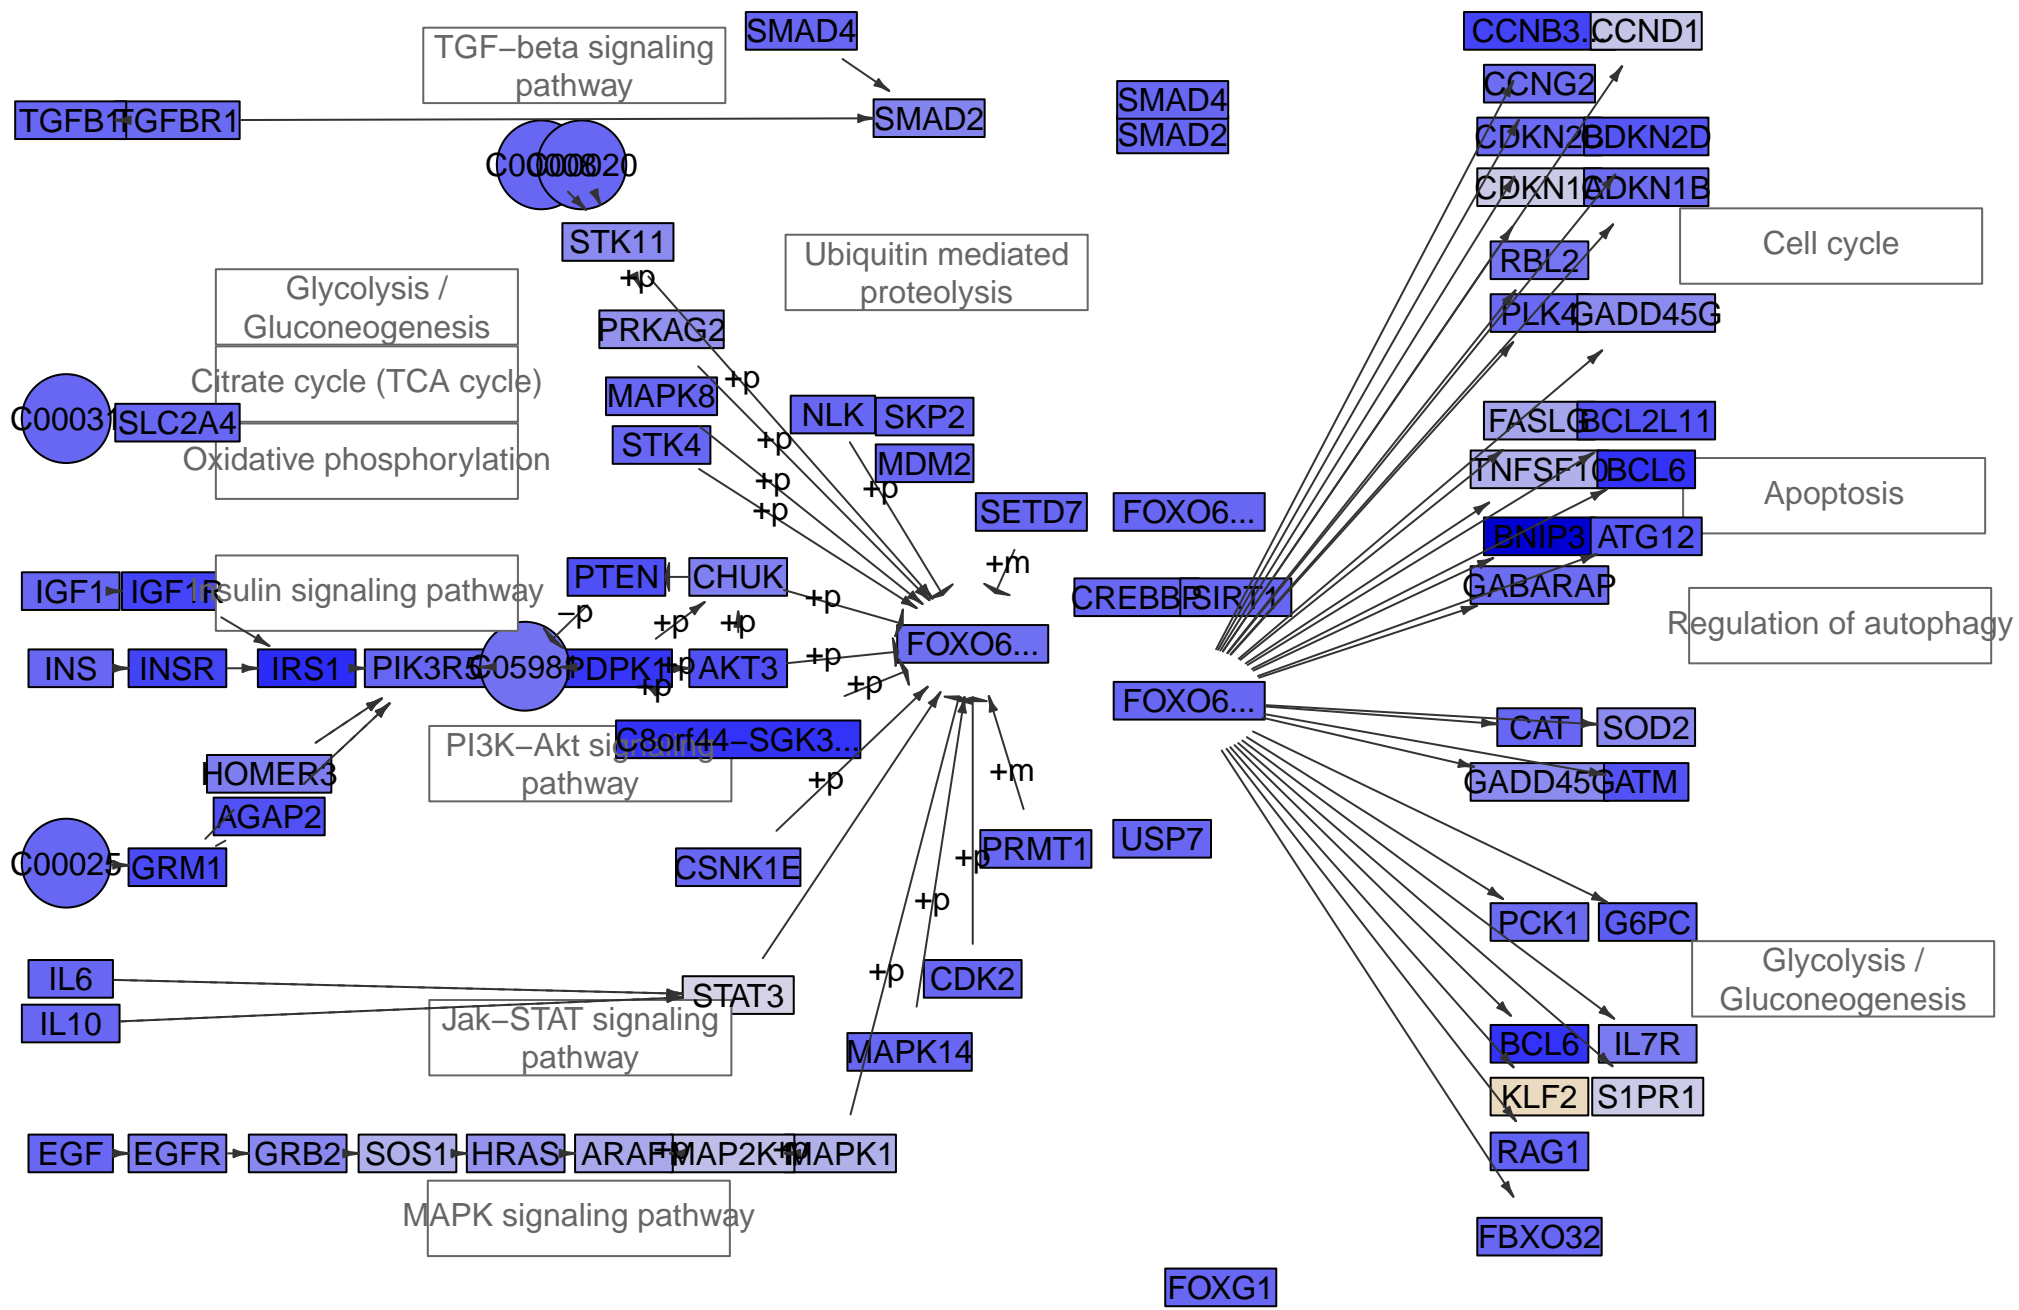 SMAD4
CCNB3...
CCND1
TGF−beta signaling
pathway
CCNG2
SMAD4
TGFB1
TGFBR1
SMAD2
SMAD2
CDKN2B
CDKN2D
C00020
CDKN1A
CDKN1B
STK11
Ubiquitin mediated
proteolysis
Cell cycle
RBL2
+p
Glycolysis /
Gluconeogenesis
PRKAG2
PLK4
GADD45G
Citrate cycle (TCA cycle)
+p
MAPK8
C00031
SLC2A4
NLK
SKP2
FASLG
BCL2L11
STK4
+p
Oxidative phosphorylation
MDM2
TNFSF10
BCL6
+p
+p
Apoptosis
+p
SETD7
FOXO6...
BNIP3
ATG12
+m
IGF1
IGF1R
Insulin signaling pathway
PTEN
CHUK
+p
CREBBP
SIRT1
GABARAP
−p
+p
+p
Regulation of autophagy
FOXO6...
INS
INSR
IRS1
PIK3R5
C05981
PDPK1
+p
AKT3
+p
+p
+p
FOXO6...
CAT
SOD2
PI3K−Akt signaling
pathway
C8orf44−SGK3...
HOMER3
+p
+m
GADD45G
ATM
AGAP2
C00025
GRM1
CSNK1E
+p
PRMT1
USP7
+p
PCK1
G6PC
IL6
+p
CDK2
Glycolysis /
Gluconeogenesis
STAT3
IL10
Jak−STAT signaling
pathway
MAPK14
BCL6
IL7R
KLF2
S1PR1
EGF
EGFR
GRB2
SOS1
HRAS
ARAF
+p
MAP2K1
+p
MAPK1
RAG1
MAPK signaling pathway
FBXO32
FOXG1